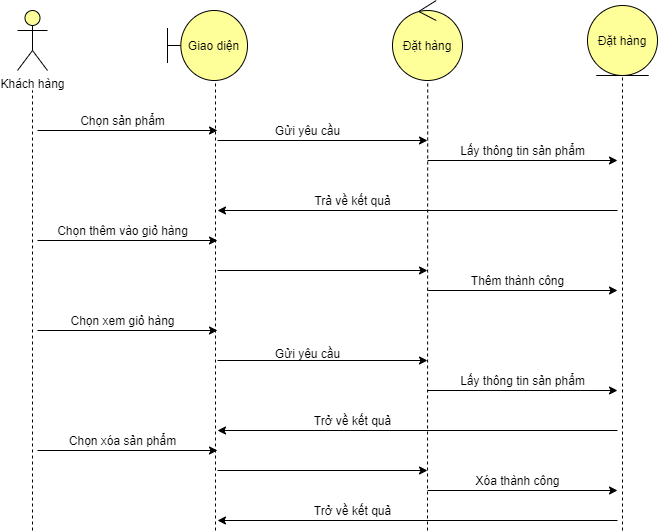 Khách hàng
Giao diện
Đặt hàng
Đặt hàng
Chọn sản phẩm
Gửi yêu cầu
Lấy thông tin sản phẩm
Trả về kết quả
Chọn thêm vào giỏ hàng
Thêm thành công
Chọn xem giỏ hàng
Gửi yêu cầu
Lấy thông tin sản phẩm
Trở về kết quả
Chọn xóa sản phẩm
Xóa thành công
Trở về kết quả